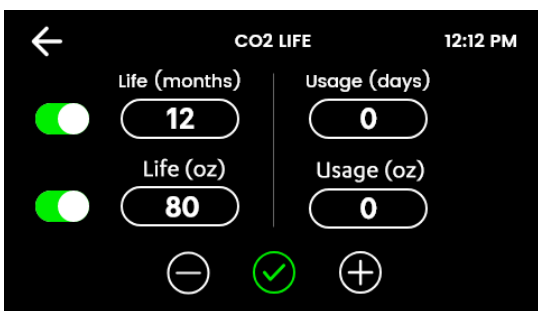 CO2 LIFE 12:12 PM
Life (months) Usage (days)
12 0
Life (oz) Usage (oz)
80 0